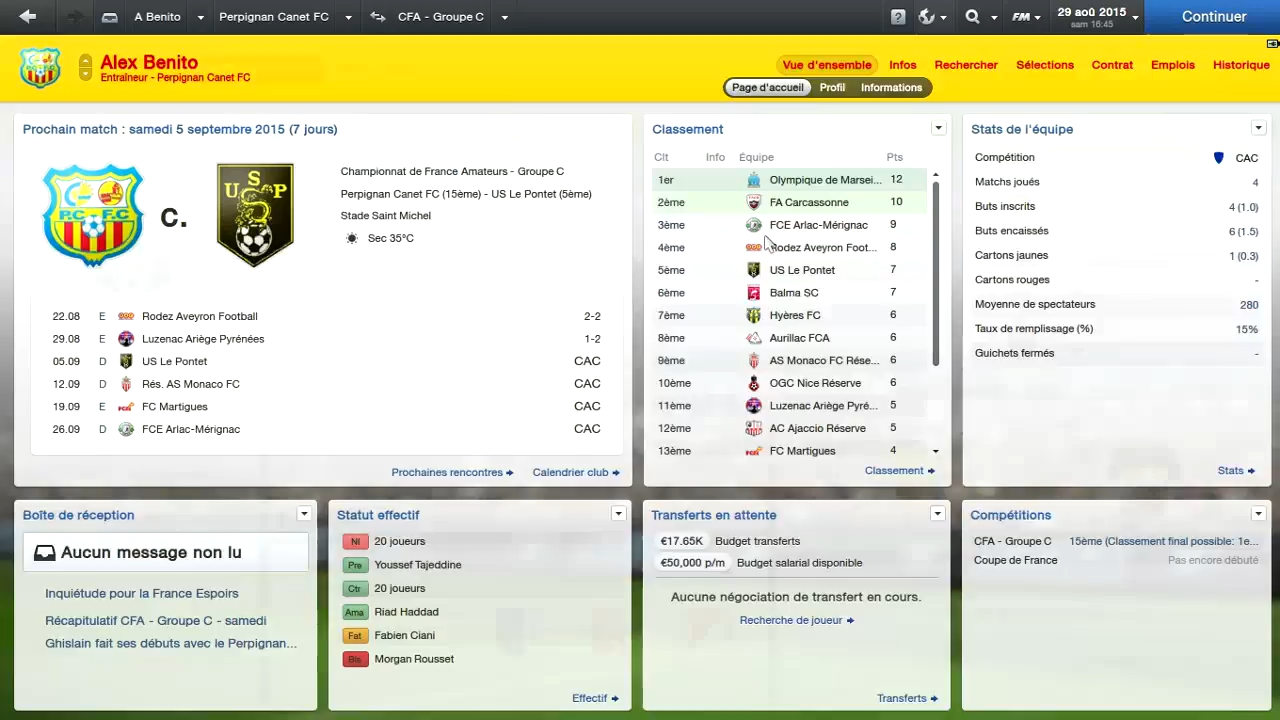 A Benito
Perpignan Canet FC
CFA - Groupe C
?
FM
29 aoû 2015
sam 16:45
Continuer
Alex Benito
Entraîneur - Perpignan Canet FC
Vue d'ensemble
Infos
Rechercher
Sélections
Contrat
Emplois
Historique
Page d'accueil
Profil
Informations
Prochain match : samedi 5 septembre 2015 (7 jours)
P.C. F.C
C.
U S P
Championnat de France Amateurs - Groupe C
Perpignan Canet FC (15ème) - US Le Pontet (5ème)
Stade Saint Michel
Sec 35°C
22.08 E Rodez Aveyron Football 2-2
29.08 E Luzenac Ariège Pyrénées 1-2
05.09 D US Le Pontet CAC
12.09 D Rés. AS Monaco FC CAC
19.09 E FC Martigues CAC
26.09 D FCE Arlac-Mérignac CAC
Prochaines rencontres
Calendrier club
Classement
Clt Info Équipe Pts
1er Olympique de Marsei... 12
2ème FA Carcassonne 10
3ème FCE Arlac-Mérignac 9
4ème Rodez Aveyron Foot... 8
5ème US Le Pontet 7
6ème Balma SC 7
7ème Hyères FC 6
8ème Aurillac FCA 6
9ème AS Monaco FC Rése... 6
10ème OGC Nice Réserve 6
11ème Luzenac Ariège Pyré... 5
12ème AC Ajaccio Réserve 5
13ème FC Martigues 4
Classement
Stats de l'équipe
Compétition CAC
Matchs joués 4
Buts inscrits 4 (1.0)
Buts encaissés 6 (1.5)
Cartons jaunes 1 (0.3)
Cartons rouges -
Moyenne de spectateurs 280
Taux de remplissage (%) 15%
Guichets fermés -
Stats
Boîte de réception
Aucun message non lu
Inquiétude pour la France Espoirs
Récapitulatif CFA - Groupe C - samedi
Ghislain fait ses débuts avec le Perpignan...
Statut effectif
NI 20 joueurs
Pre Youssef Tajeddine
Ctr 20 joueurs
Ama Riad Haddad
Fat Fabien Ciani
Bls Morgan Rousset
Effectif
Transferts en attente
€17.65K Budget transferts
€50,000 p/m Budget salarial disponible
Aucune négociation de transfert en cours.
Recherche de joueur
Transferts
Compétitions
CFA - Groupe C 15ème (Classement final possible: 1e...
Coupe de France Pas encore débuté